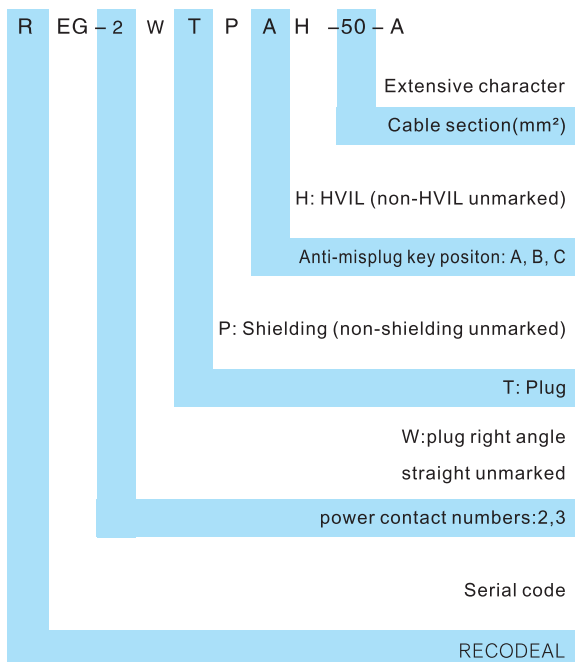 R EG-2 W T P A H -50-A
Extensive character
Cable section(mm²)
H: HVIL (non-HVIL unmarked)
Anti-misplug key positon: A, B, C
P: Shielding (non-shielding unmarked)
T: Plug
W:plug right angle
straight unmarked
power contact numbers:2,3
Serial code
RECODEAL